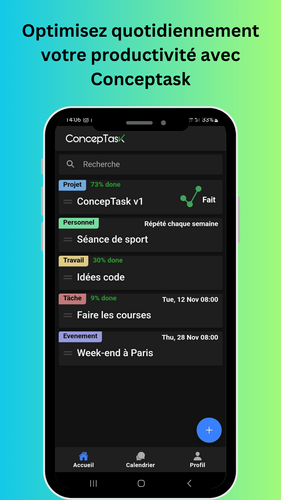 Optimisez quotidiennement
votre productivité avec
Conceptask
14:06
33%
ConcepTask
Recherche
Projet 73% done
ConcepTask v1 Fait
Personnel Répété chaque semaine
Séance de sport
Travail 30% done
Idées code
Tâche 9% done Tue, 12 Nov 08:00
Faire les courses
Evenement Thu, 28 Nov 08:00
Week-end à Paris
+
Accueil Calendrier Profil